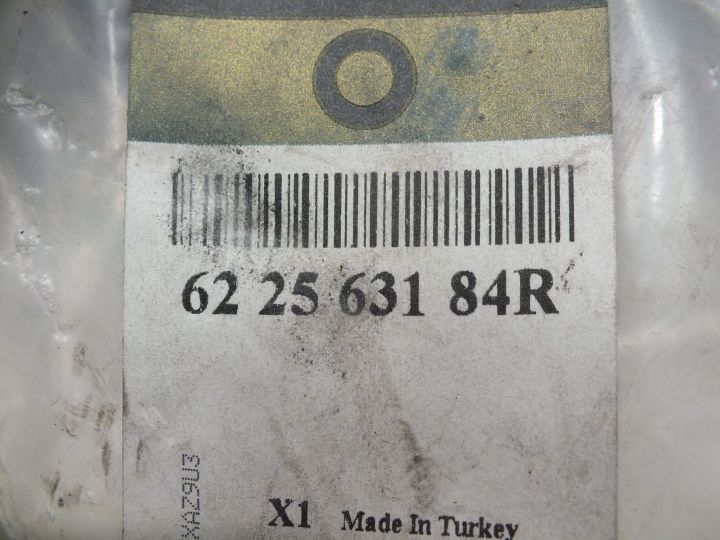 62 25 631 84R
XAZ9U3
X1 Made In Turkey